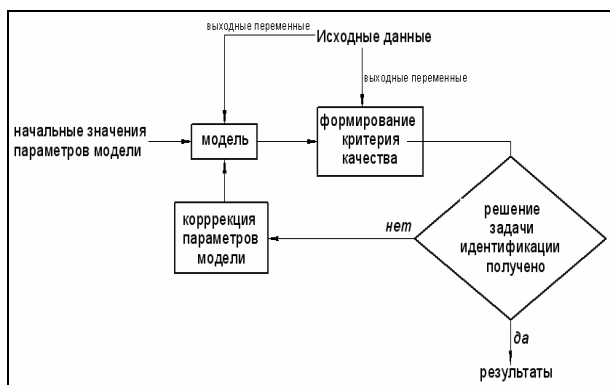 выходные переменные
Исходные данные
выходные переменные
начальные значения
параметров модели
модель
формирование
критерия
качества
корррекция
параметров
модели
нет
решение
задачи
идентификации
получено
да
результаты